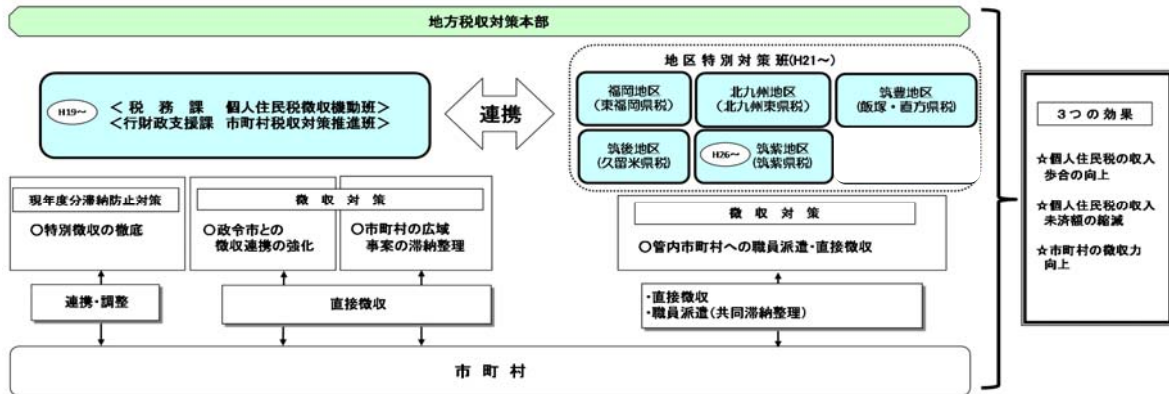 地方税収対策本部
H19～
＜ 税 務 課　個人住民税徴収機動班＞
＜行財政支援課　市町村税収対策推進班＞
連携
地 区 特 別 対 策 班(H21～)
福岡地区
(東福岡県税)
北九州地区
(北九州東県税)
筑豊地区
(飯塚・直方県税)
筑後地区
(久留米県税)
H26～
筑紫地区
(筑紫県税)
現年度分滞納防止対策
○特別徴収の徹底
徴 収 対 策
○政令市との
徴収連携の強化
○市町村の広域
事案の滞納整理
徴 収 対 策
○管内市町村への職員派遣・直接徴収
連携・調整
直接徴収
・直接徴収
・職員派遣(共同滞納整理)
市 町 村
3つの効果
☆個人住民税の収入
歩合の向上
☆個人住民税の収入
未済額の縮減
☆市町村の徴収力
向上